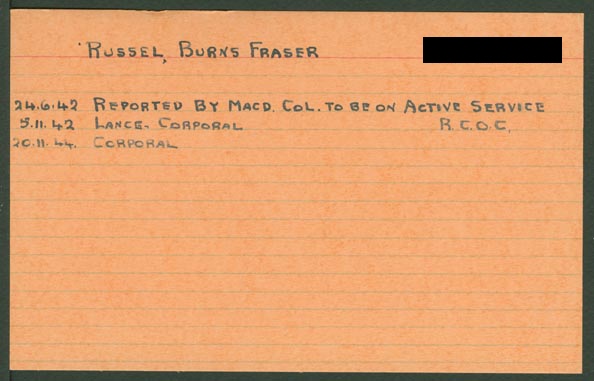 RUSSEL, BURNS FRASER
24.6.42 REPORTED BY MACD. COL. TO BE ON ACTIVE SERVICE
5.11.42 LANCE-CORPORAL R.C.O.C.
20.11.44. CORPORAL